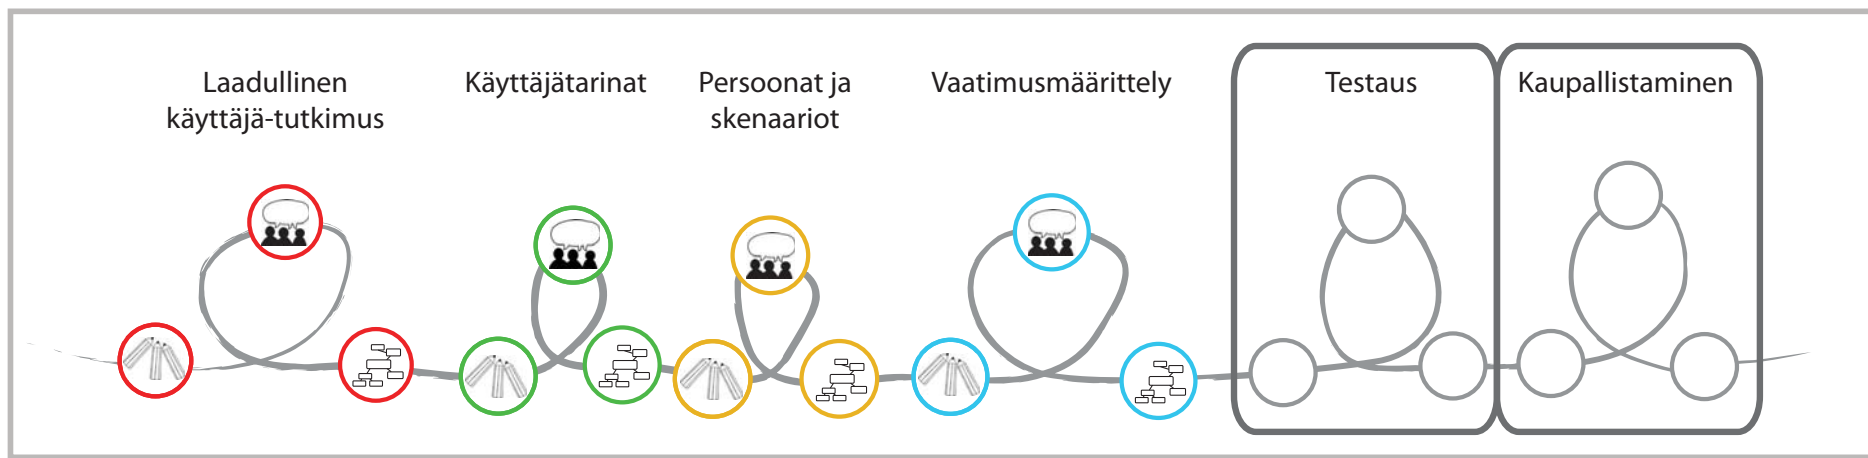 Laadullinen
käyttäjä-tutkimus
Käyttäjätarinat
Persoonat ja
skenaariot
Vaatimusmäärittely
Testaus
Kaupallistaminen